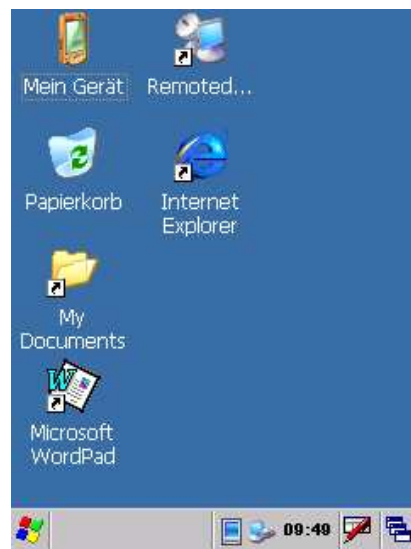 Mein Gerät
Remoted...
Papierkorb
Internet
Explorer
My
Documents
Microsoft
WordPad
09:49